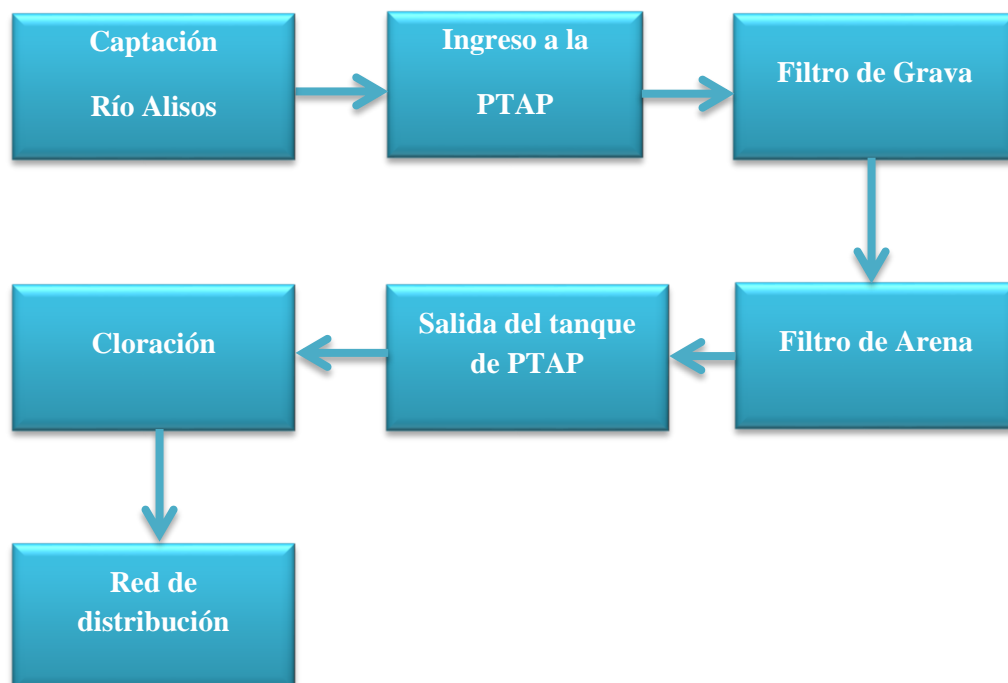 Captación
Río Alisos
Ingreso a la
PTAP
Filtro de Grava
Filtro de Arena
Salida del tanque
de PTAP
Cloración
Red de
distribución